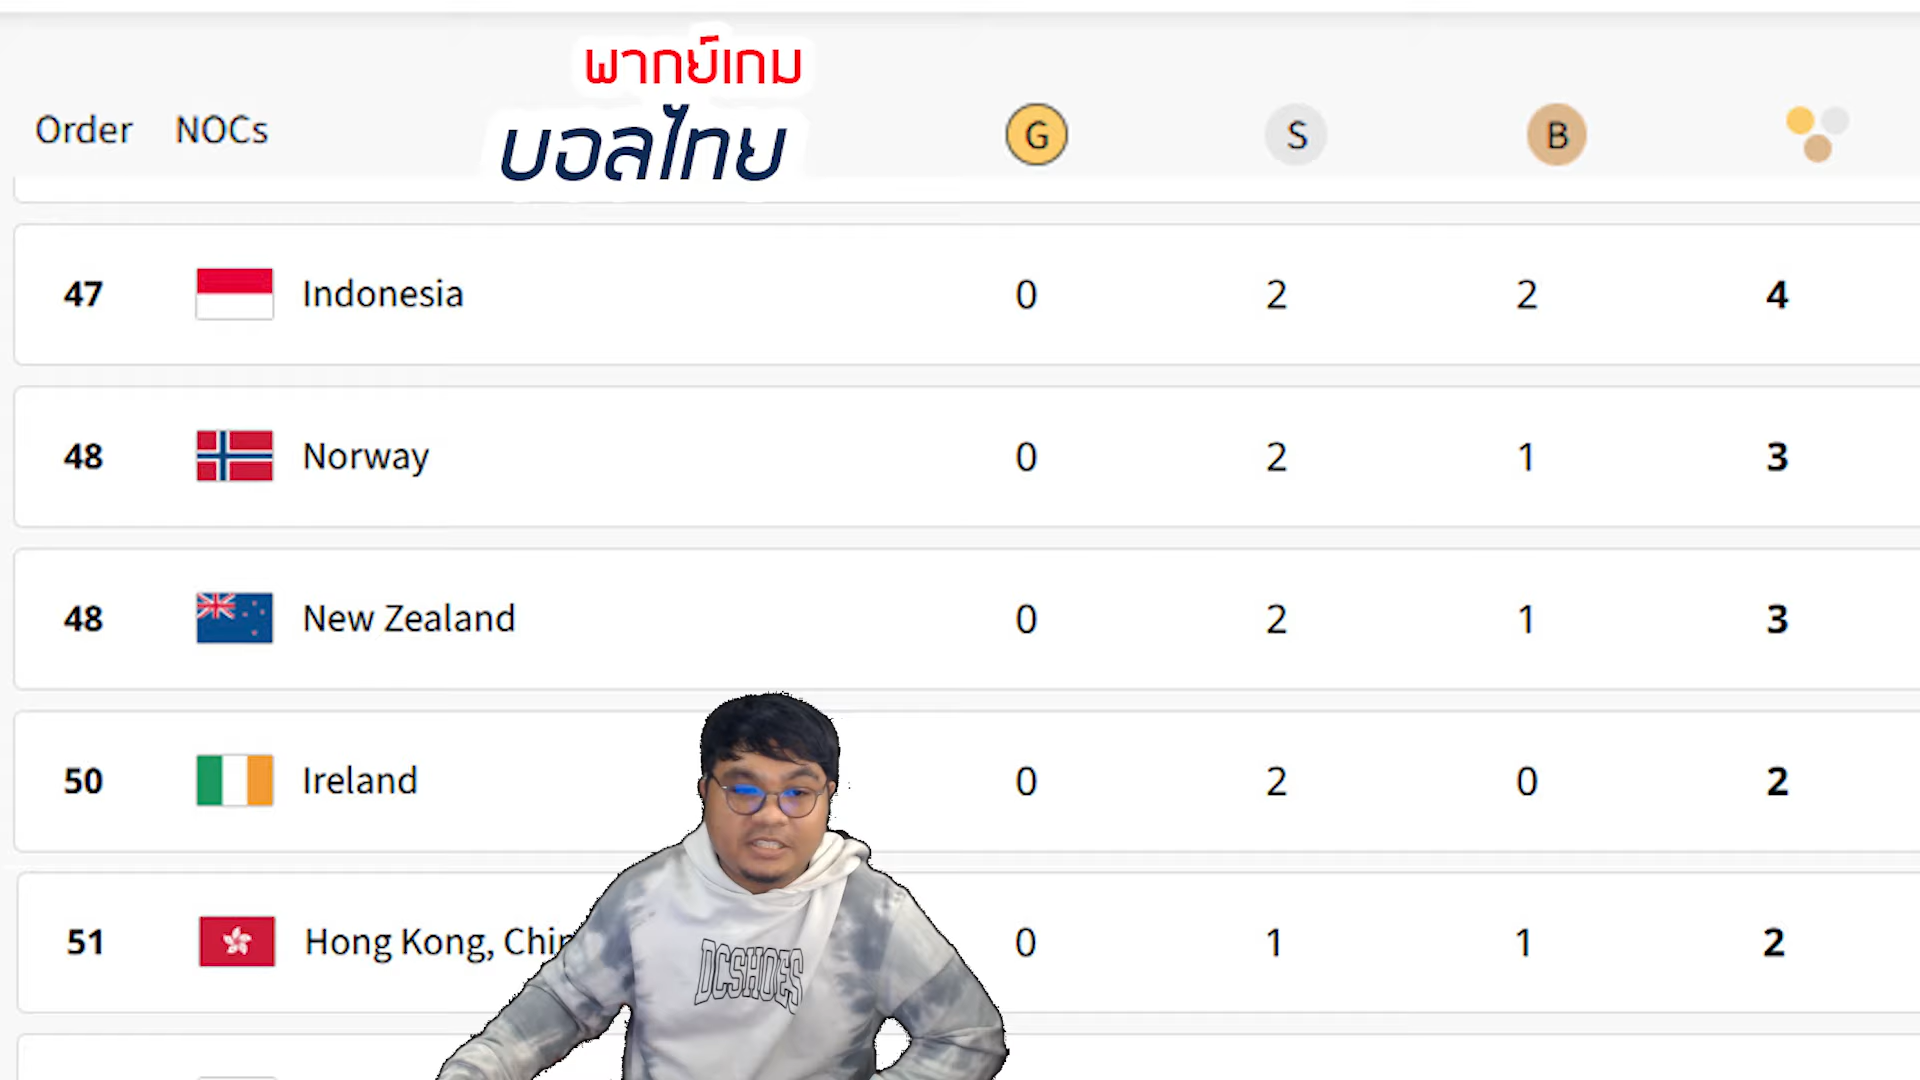 พากย์เกม
บอลไทย
Order NOCs G S B
47 Indonesia 0 2 2 4
48 Norway 0 2 1 3
48 New Zealand 0 2 1 3
50 Ireland 0 2 0 2
51 Hong Kong, Chin 0 1 1 2
DCSHOES